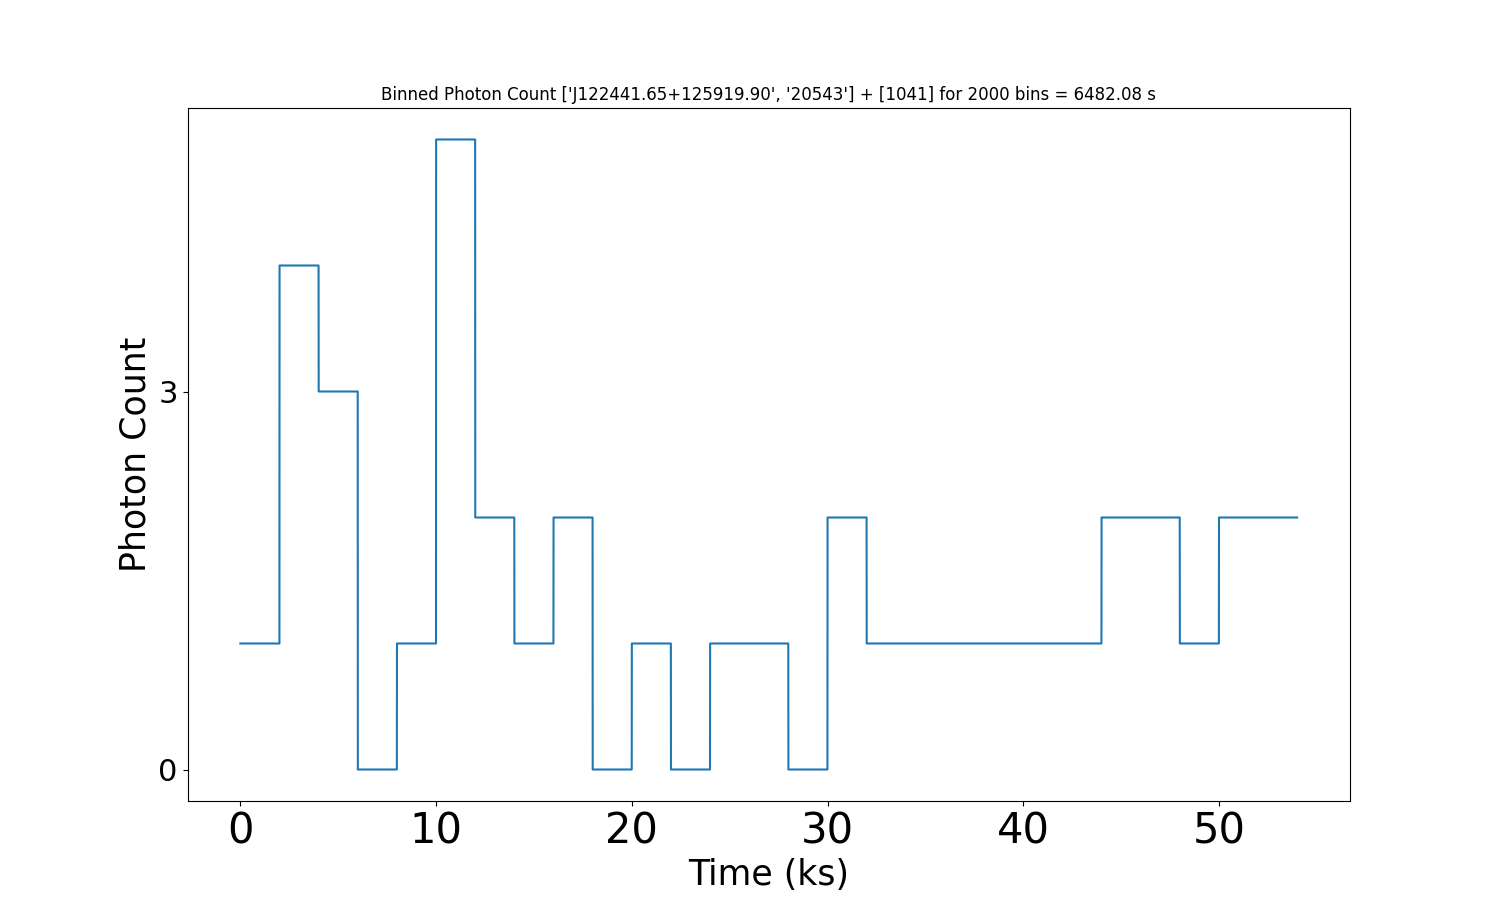 Binned Photon Count ['J122441.65+125919.90', '20543'] + [1041] for 2000 bins = 6482.08 s
Photon Count
3
0
0 10 20 30 40 50
Time (ks)